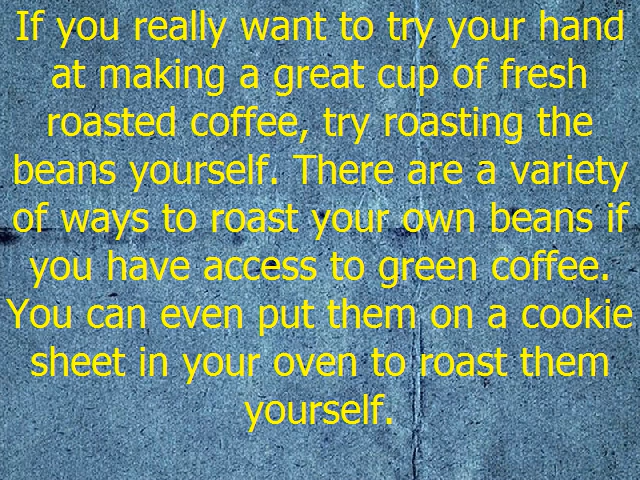 If you really want to try your hand
at making a great cup of fresh
roasted coffee, try roasting the
beans yourself. There are a variety
of ways to roast your own beans if
you have access to green coffee.
You can even put them on a cookie
sheet in your oven to roast them
yourself.